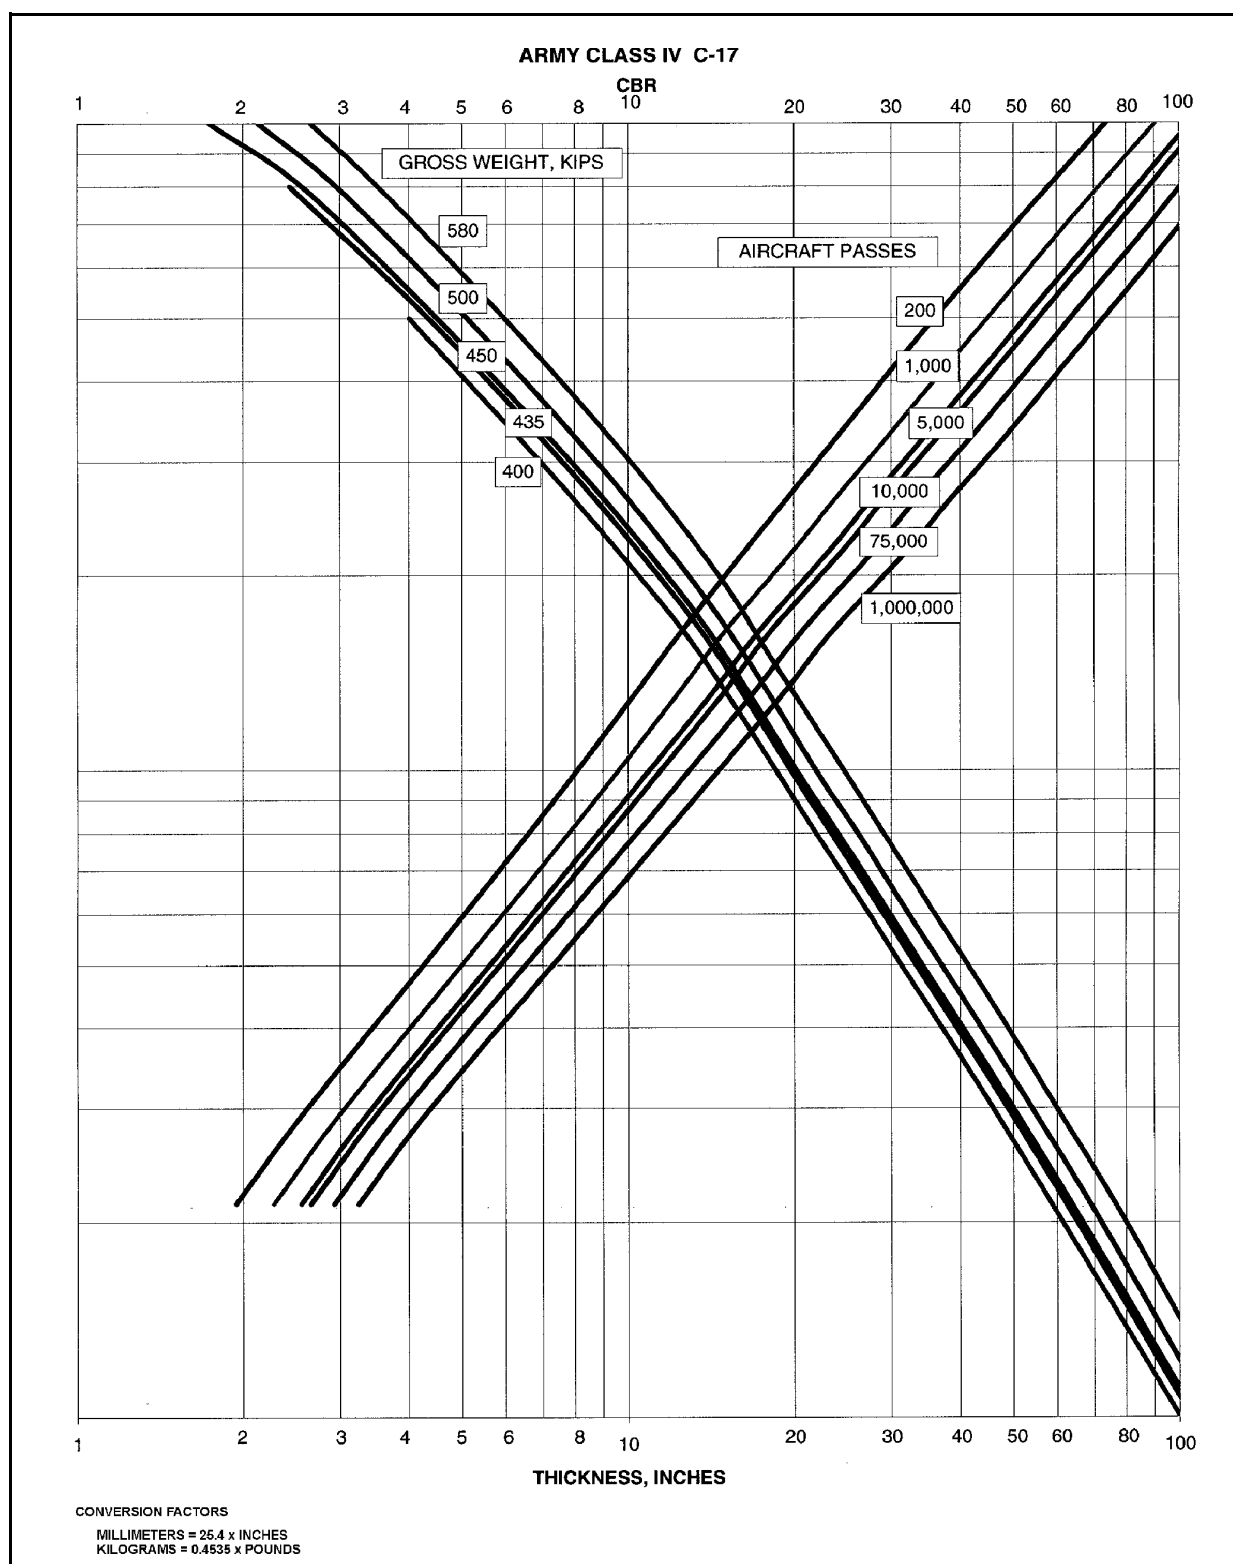 ARMY CLASS IV C-17
CBR
1 2 3 4 5 6 8 10 20 30 40 50 60 80 100
GROSS WEIGHT, KIPS
580
AIRCRAFT PASSES
500
200
450
1,000
435
5,000
400
10,000
75,000
1,000,000
1 2 3 4 5 6 8 10 20 30 40 50 60 80 100
THICKNESS, INCHES
CONVERSION FACTORS
MILLIMETERS = 25.4 x INCHES
KILOGRAMS = 0.4535 x POUNDS